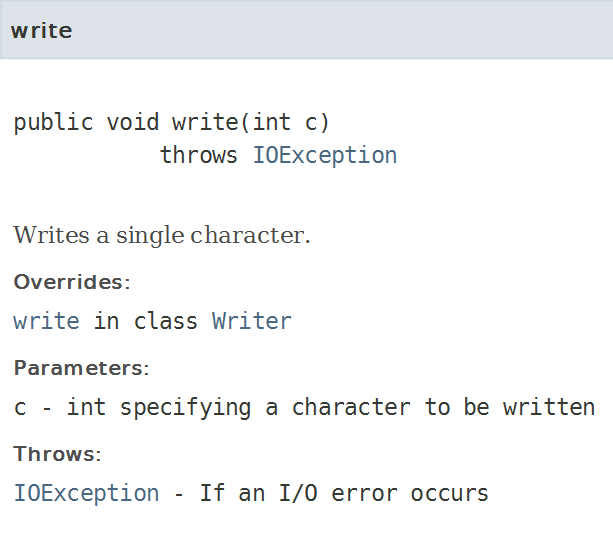 write
public void write(int c)
throws IOException
Writes a single character.
Overrides:
write in class Writer
Parameters:
c - int specifying a character to be written
Throws:
IOException - If an I/O error occurs